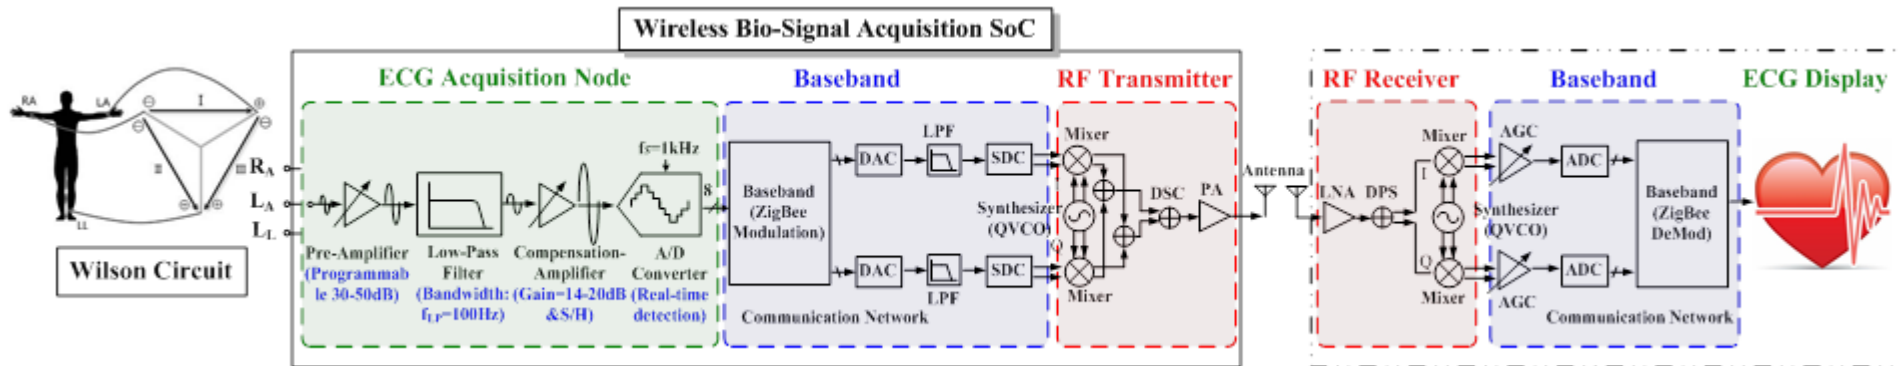 Wireless Bio-Signal Acquisition SoC
ECG Acquisition Node
Baseband
RF Transmitter
RF Receiver
Baseband
ECG Display
RA
LA
I
II
III
LL
Wilson Circuit
RA
LA
LL
Pre-Amplifier
(Programmab
le 30-50dB)
Low-Pass
Filter
(Bandwidth:
fLP=100Hz)
Compensation-
Amplifier
(Gain=14-20dB
&S/H)
fS=1kHz
8
A/D
Converter
(Real-time
detection)
Baseband
(ZigBee
Modulation)
DAC
LPF
SDC
DAC
LPF
SDC
Communication Network
Mixer
Synthesizer
(QVCO)
Q
Mixer
DSC
PA
Antenna
LNA
DPS
I
Q
Mixer
Synthesizer
(QVCO)
Mixer
AGC
ADC
AGC
ADC
Baseband
(ZigBee
DeMod)
Communication Network